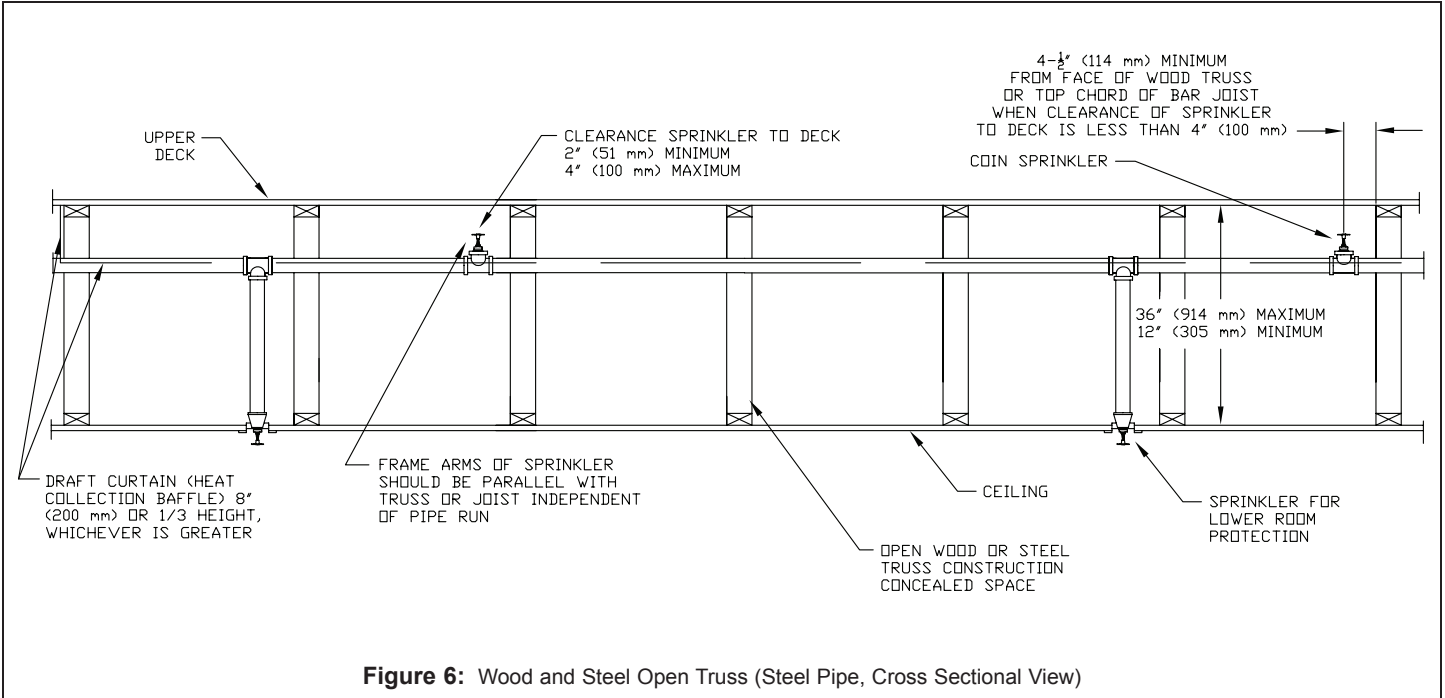 4-½" (114 mm) MINIMUM
FROM FACE OF WOOD TRUSS
OR TOP CHORD OF BAR JOIST
WHEN CLEARANCE OF SPRINKLER
TO DECK IS LESS THAN 4" (100 mm)
UPPER
DECK
CLEARANCE SPRINKLER TO DECK
2" (51 mm) MINIMUM
4" (100 mm) MAXIMUM
COIN SPRINKLER
36" (914 mm) MAXIMUM
12" (305 mm) MINIMUM
DRAFT CURTAIN (HEAT
COLLECTION BAFFLE) 8"
(200 mm) OR 1/3 HEIGHT,
WHICHEVER IS GREATER
FRAME ARMS OF SPRINKLER
SHOULD BE PARALLEL WITH
TRUSS OR JOIST INDEPENDENT
OF PIPE RUN
CEILING
SPRINKLER FOR
LOWER ROOM
PROTECTION
OPEN WOOD OR STEEL
TRUSS CONSTRUCTION
CONCEALED SPACE
Figure 6: Wood and Steel Open Truss (Steel Pipe, Cross Sectional View)